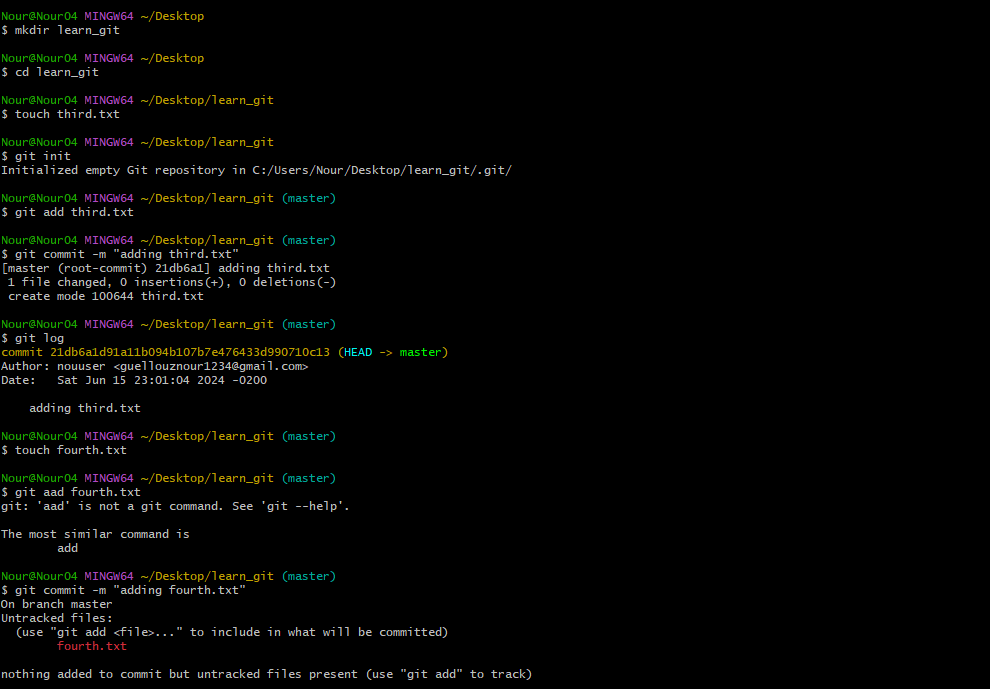 Nour@Nour04 MINGW64 ~/Desktop
$ mkdir learn_git
Nour@Nour04 MINGW64 ~/Desktop
$ cd learn_git
Nour@Nour04 MINGW64 ~/Desktop/learn_git
$ touch third.txt
Nour@Nour04 MINGW64 ~/Desktop/learn_git
$ git init
Initialized empty Git repository in C:/Users/Nour/Desktop/learn_git/.git/
Nour@Nour04 MINGW64 ~/Desktop/learn_git (master)
$ git add third.txt
Nour@Nour04 MINGW64 ~/Desktop/learn_git (master)
$ git commit -m "adding third.txt"
[master (root-commit) 21db6a1] adding third.txt
 1 file changed, 0 insertions(+), 0 deletions(-)
 create mode 100644 third.txt
Nour@Nour04 MINGW64 ~/Desktop/learn_git (master)
$ git log
commit 21db6a1d91a11b094b107b7e476433d990710c13 (HEAD -> master)
Author: nouuser <guellouznour1234@gmail.com>
Date:   Sat Jun 15 23:01:04 2024 -0200
    adding third.txt
Nour@Nour04 MINGW64 ~/Desktop/learn_git (master)
$ touch fourth.txt
Nour@Nour04 MINGW64 ~/Desktop/learn_git (master)
$ git aad fourth.txt
git: 'aad' is not a git command. See 'git --help'.
The most similar command is
        add
Nour@Nour04 MINGW64 ~/Desktop/learn_git (master)
$ git commit -m "adding fourth.txt"
On branch master
Untracked files:
  (use "git add <file>..." to include in what will be committed)
        fourth.txt
nothing added to commit but untracked files present (use "git add" to track)